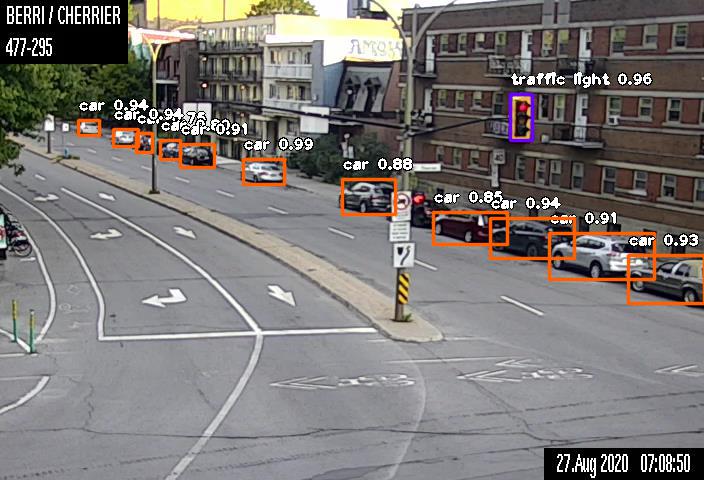 BERRI / CHERRIER
477-295
traffic light 0.96
car 0.94
car 0.91
car 0.99
car 0.88
car 0.85
car 0.94
car 0.91
car 0.93
27.Aug 2020 07:08:50